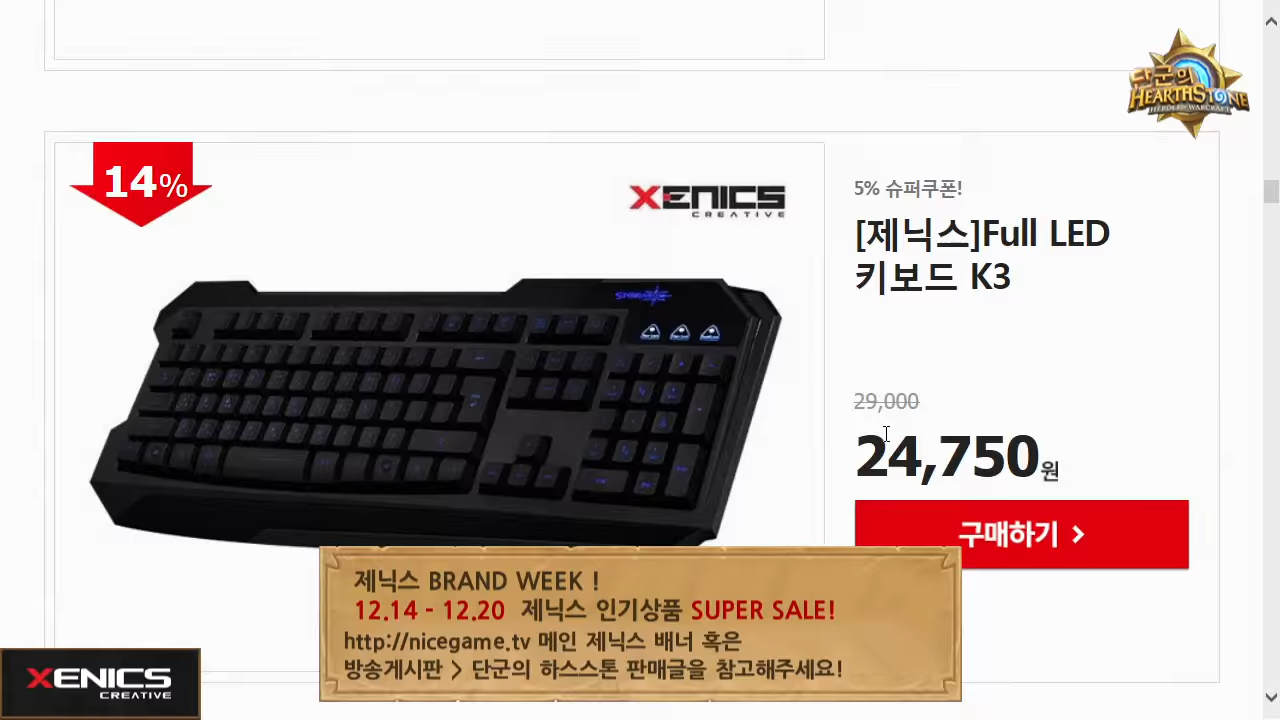 단군의
HEARTHSTONE
HEROES OF WARCRAFT
14%
XENICS
CREATIVE
5% 슈퍼쿠폰!
[제닉스]Full LED
키보드 K3
29,000
24,750원
구매하기 >
제닉스 BRAND WEEK !
12.14 - 12.20 제닉스 인기상품 SUPER SALE!
http://nicegame.tv 메인 제닉스 배너 혹은
방송게시판 > 단군의 하스스톤 판매글을 참고해주세요!
XENICS
CREATIVE